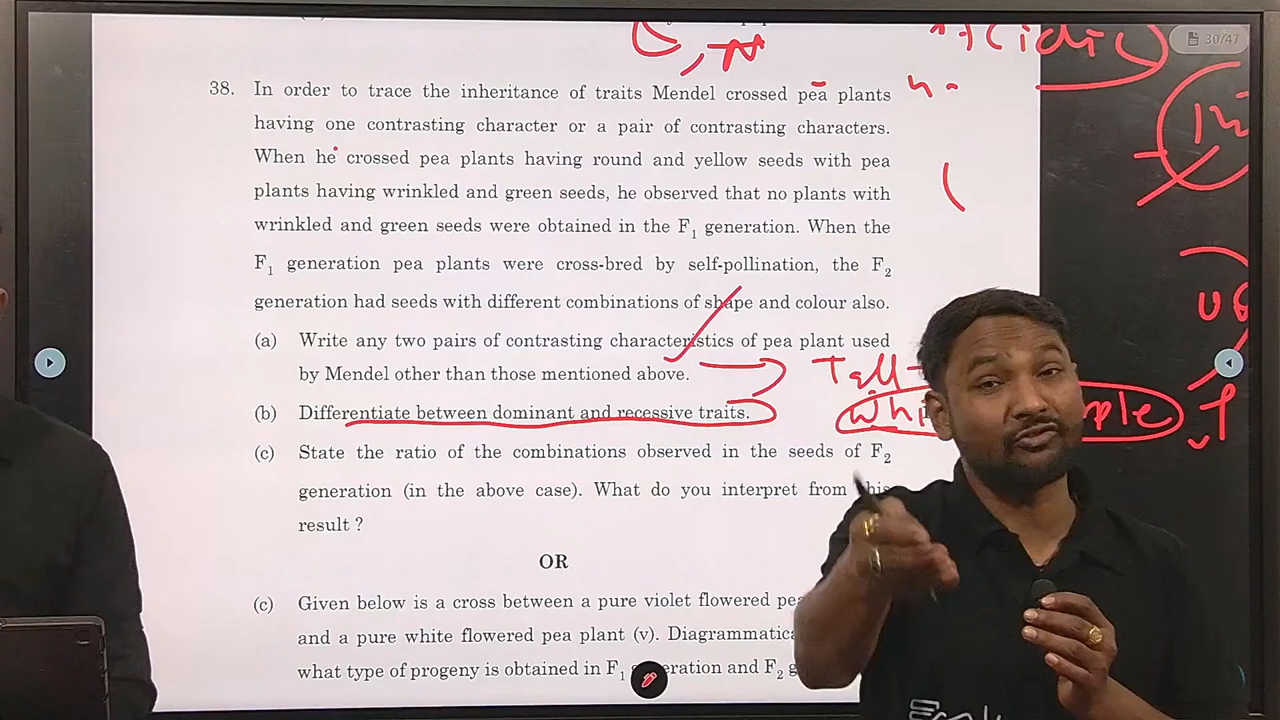 30/47
38. In order to trace the inheritance of traits Mendel crossed pea plants
having one contrasting character or a pair of contrasting characters.
When he crossed pea plants having round and yellow seeds with pea
plants having wrinkled and green seeds, he observed that no plants with
wrinkled and green seeds were obtained in the F₁ generation. When the
F₁ generation pea plants were cross-bred by self-pollination, the F₂
generation had seeds with different combinations of shape and colour also.
(a) Write any two pairs of contrasting characteristics of pea plant used
by Mendel other than those mentioned above.
Tall
(b) Differentiate between dominant and recessive traits.
(c) State the ratio of the combinations observed in the seeds of F₂
generation (in the above case). What do you interpret from this
result ?
OR
(c) Given below is a cross between a pure violet flowered
and a pure white flowered pea plant (v).
what type of progeny is obtained in F₁ and F₂